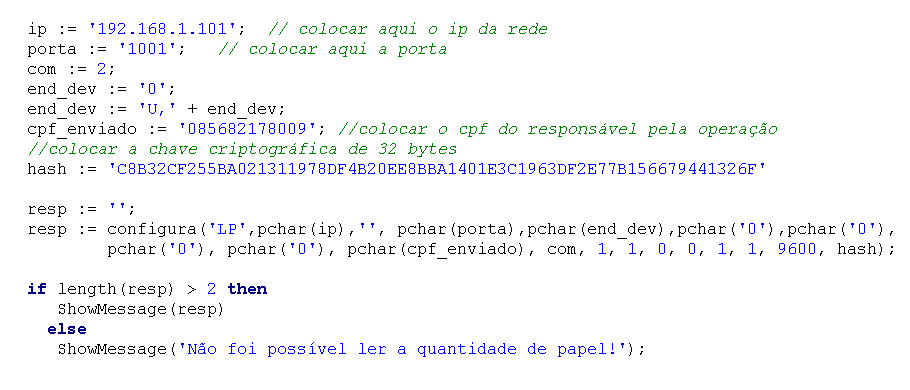 ip := '192.168.1.101';  // colocar aqui o ip da rede
porta := '1001';   // colocar aqui a porta
com := 2;
end_dev := '0';
end_dev := 'U,' + end_dev;
cpf_enviado := '085682178009'; //colocar o cpf do responsável pela operação
//colocar a chave criptográfica de 32 bytes
hash := 'C8B32CF255BA021311978DF4B20EE8BBA1401E3C1963DF2E77B156679441326F'
resp := '';
resp := configura('LP',pchar(ip),'', pchar(porta),pchar(end_dev),pchar('0'),pchar('0'),
pchar('0'), pchar('0'), pchar(cpf_enviado), com, 1, 1, 0, 0, 1, 1, 9600, hash);
if length(resp) > 2 then
ShowMessage(resp)
else
ShowMessage('Não foi possível ler a quantidade de papel!');